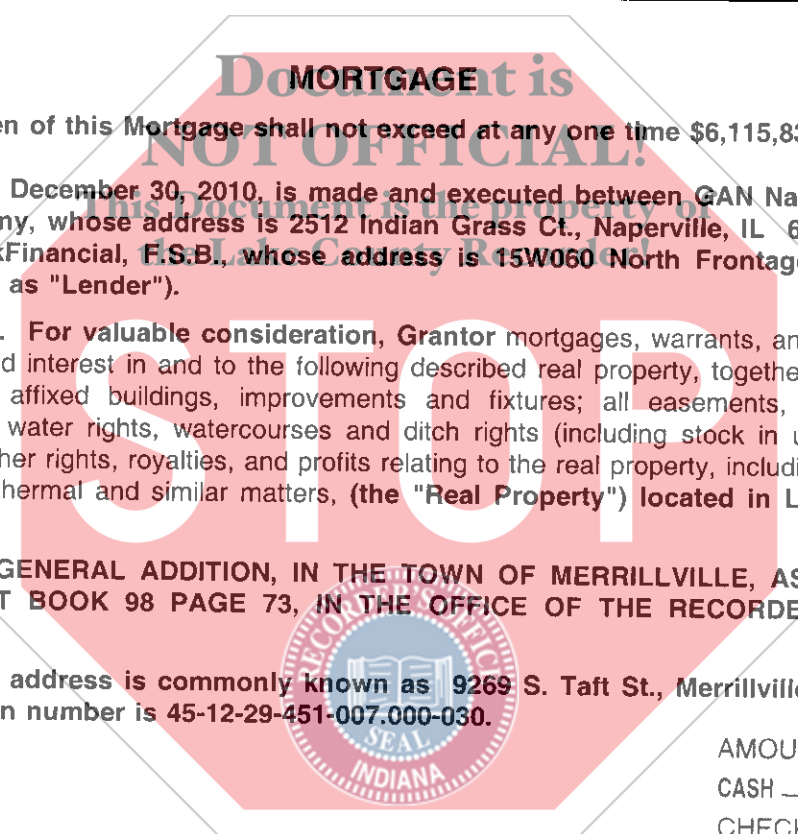 Document is
NOT OFFICIAL!
This Document is the property of
the Lake County Recorder!
STOP
MORTGAGE
en of this Mortgage shall not exceed at any one time $6,115,83
December 30, 2010, is made and executed between GAN Na
ny, whose address is 2512 Indian Grass Ct., Naperville, IL 6
kFinancial, F.S.B., whose address is 15W060 North Frontage
as "Lender").
. For valuable consideration, Grantor mortgages, warrants, an
d interest in and to the following described real property, togethe
affixed buildings, improvements and fixtures; all easements,
water rights, watercourses and ditch rights (including stock in u
her rights, royalties, and profits relating to the real property, includi
hermal and similar matters, (the "Real Property") located in L
GENERAL ADDITION, IN THE TOWN OF MERRILLVILLE, AS
T BOOK 98 PAGE 73, IN THE OFFICE OF THE RECORDE
address is commonly known as 9269 S. Taft St., Merrillville
n number is 45-12-29-451-007.000-030.
RECORDER'S OFFICE
SEAL
INDIANA
AMOU
CASH
CHECK